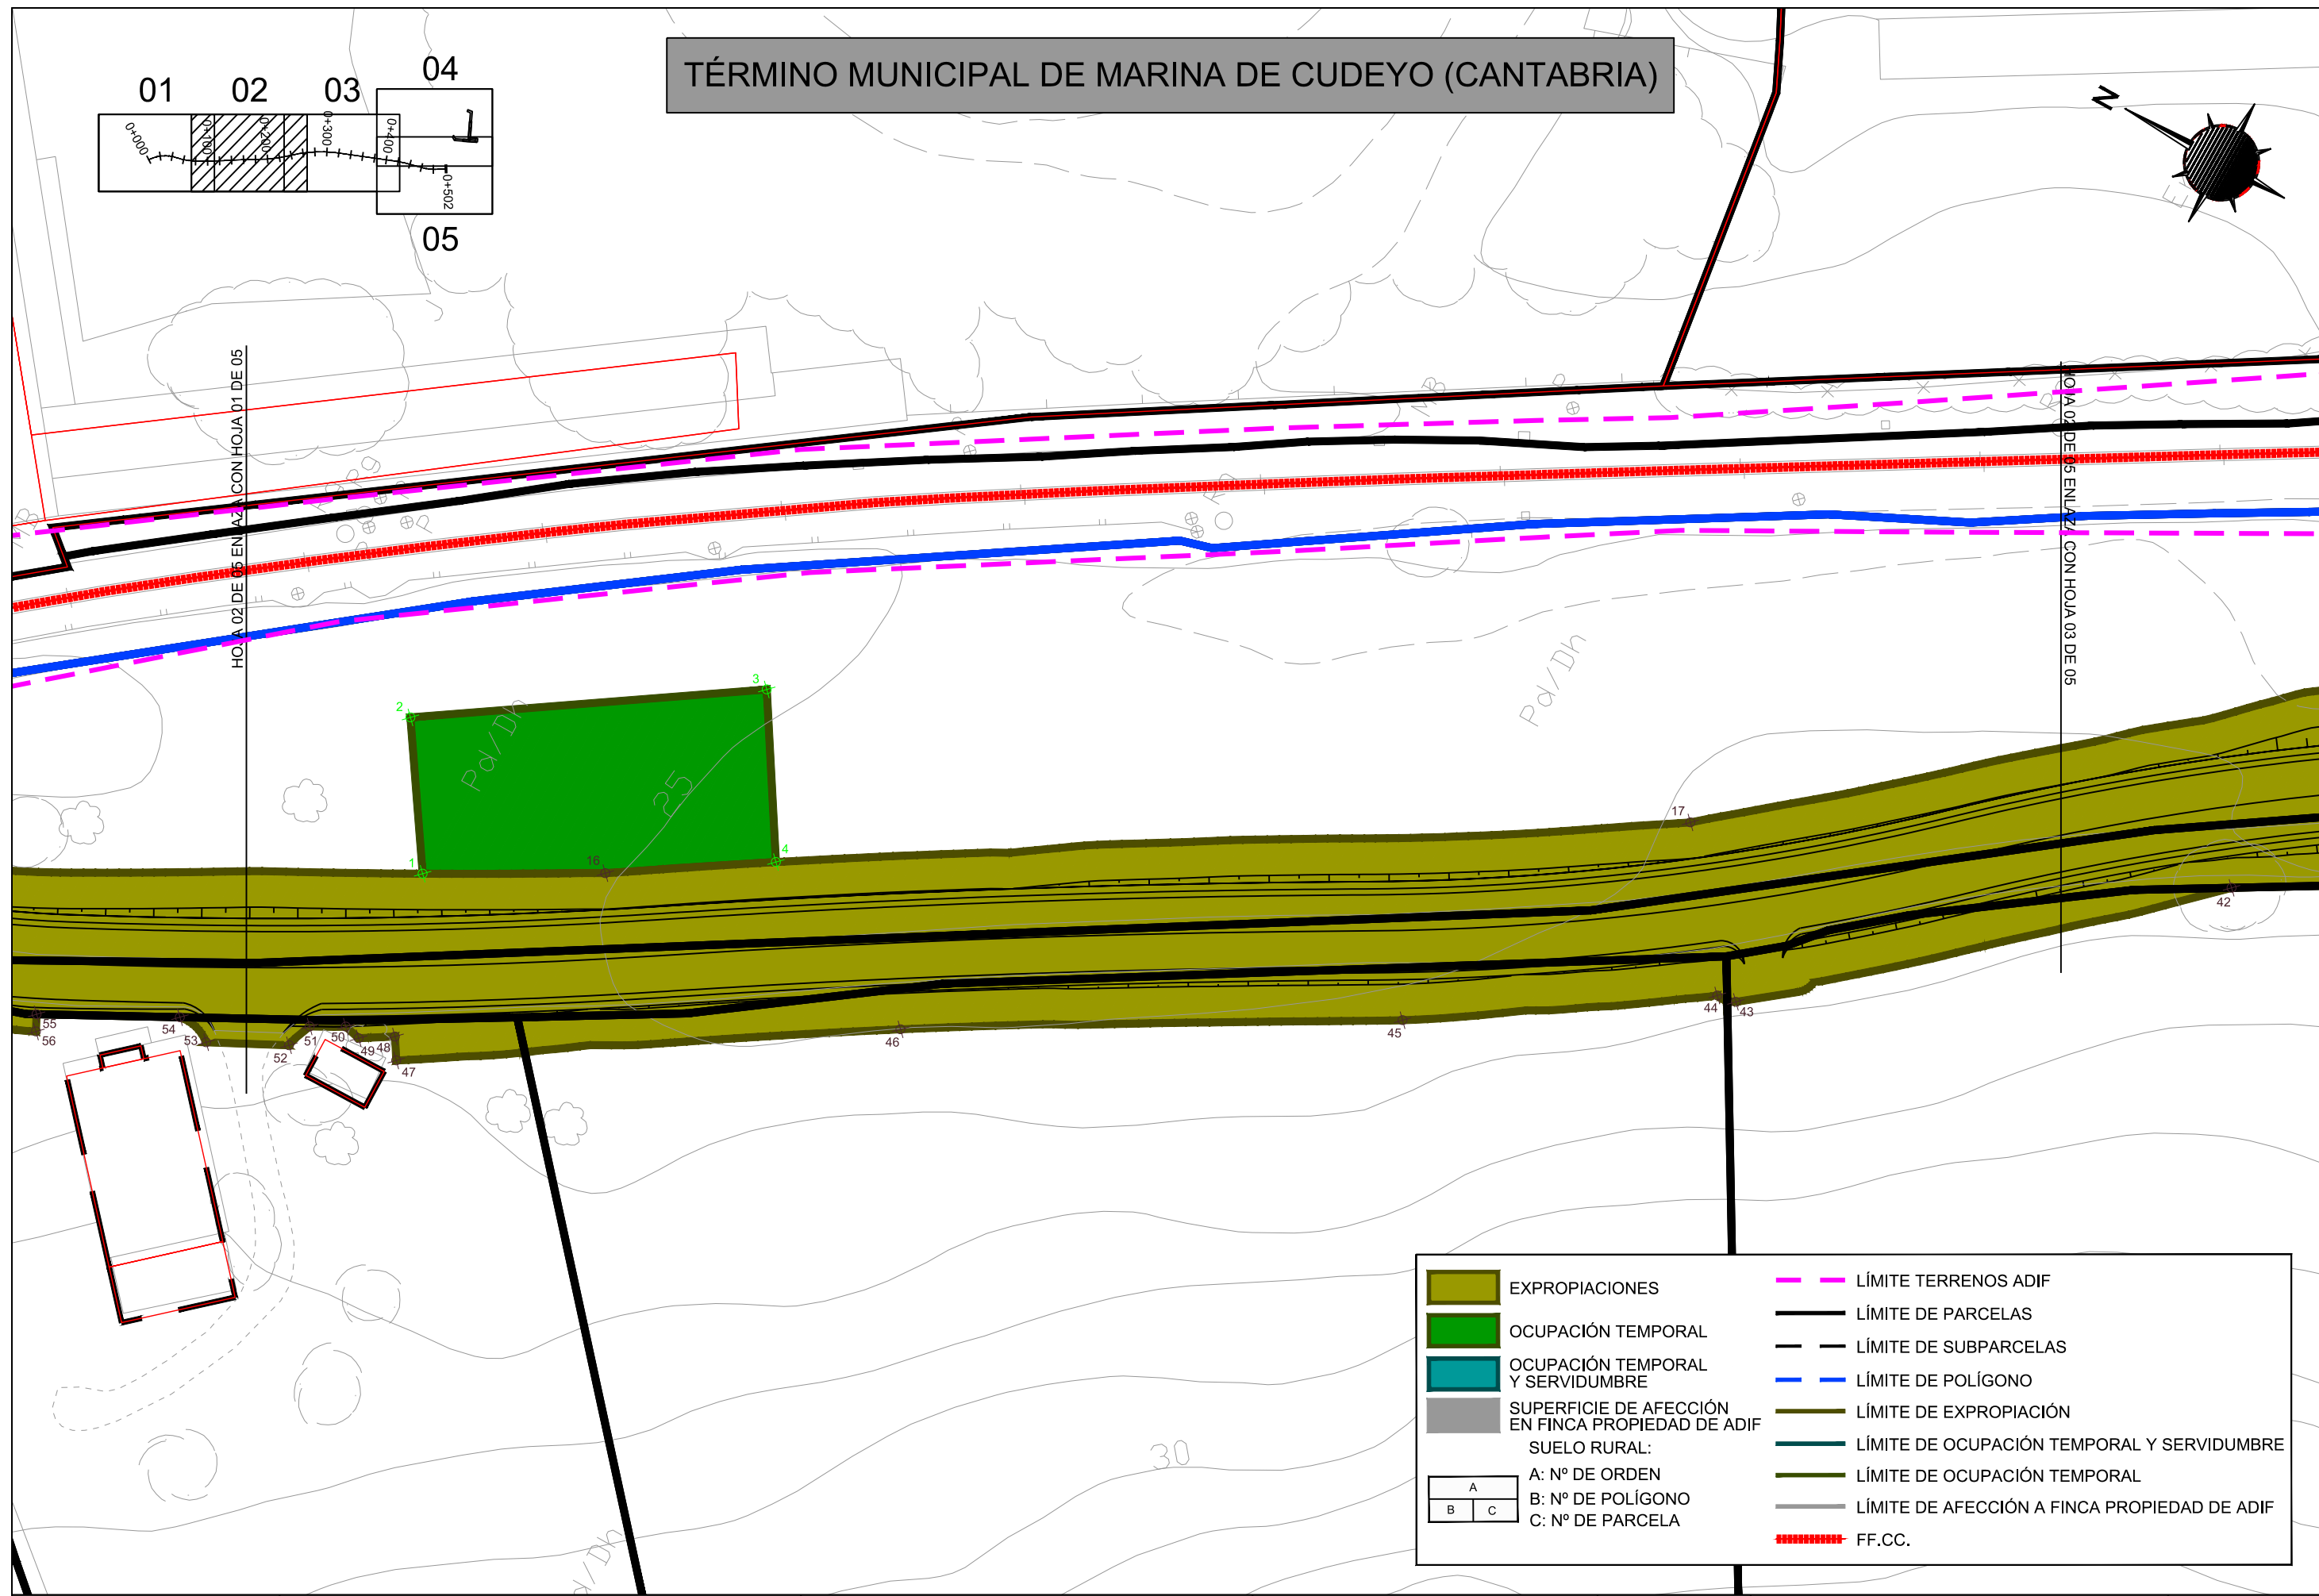 TÉRMINO MUNICIPAL DE MARINA DE CUDEYO (CANTABRIA)
01
02
03
04
05
0+000
0+100
0+200
0+300
0+400
0+502
N
HOJA 02 DE 05 ENLAZA CON HOJA 01 DE 05
HOJA 02 DE 05 ENLAZA CON HOJA 03 DE 05
2
3
1
4
16
17
Pd/Dr
25
Pd/Dr
42
43
44
45
46
47
48
49
50
51
52
53
54
55
56
30
EXPROPIACIONES
OCUPACIÓN TEMPORAL
OCUPACIÓN TEMPORAL
Y SERVIDUMBRE
SUPERFICIE DE AFECCIÓN
EN FINCA PROPIEDAD DE ADIF
SUELO RURAL:
A
B
C
A: Nº DE ORDEN
B: Nº DE POLÍGONO
C: Nº DE PARCELA
LÍMITE TERRENOS ADIF
LÍMITE DE PARCELAS
LÍMITE DE SUBPARCELAS
LÍMITE DE POLÍGONO
LÍMITE DE EXPROPIACIÓN
LÍMITE DE OCUPACIÓN TEMPORAL Y SERVIDUMBRE
LÍMITE DE OCUPACIÓN TEMPORAL
LÍMITE DE AFECCIÓN A FINCA PROPIEDAD DE ADIF
FF.CC.